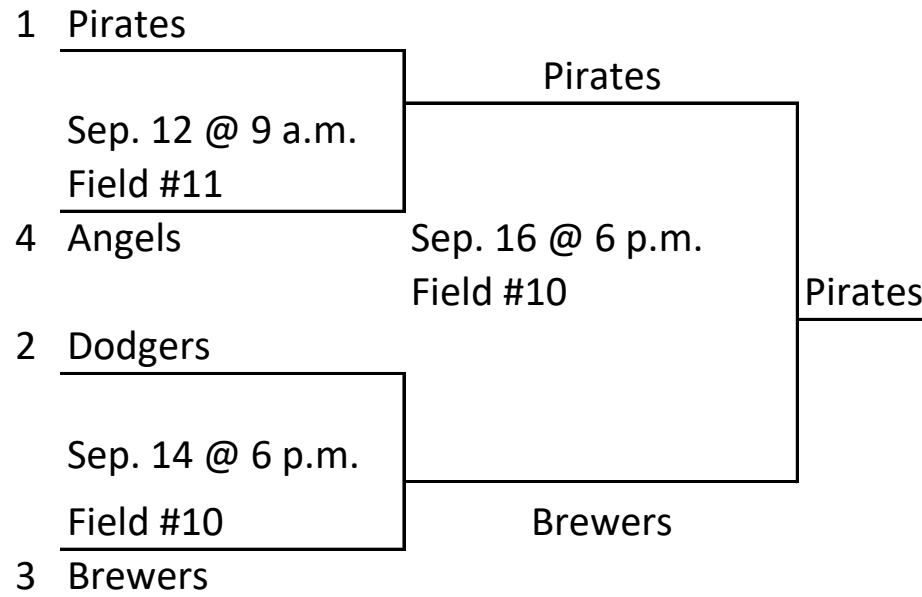 1 Pirates
Pirates
Sep. 12 @ 9 a.m.
Field #11
4 Angels
Sep. 16 @ 6 p.m.
Field #10
Pirates
2 Dodgers
Sep. 14 @ 6 p.m.
Field #10
Brewers
3 Brewers